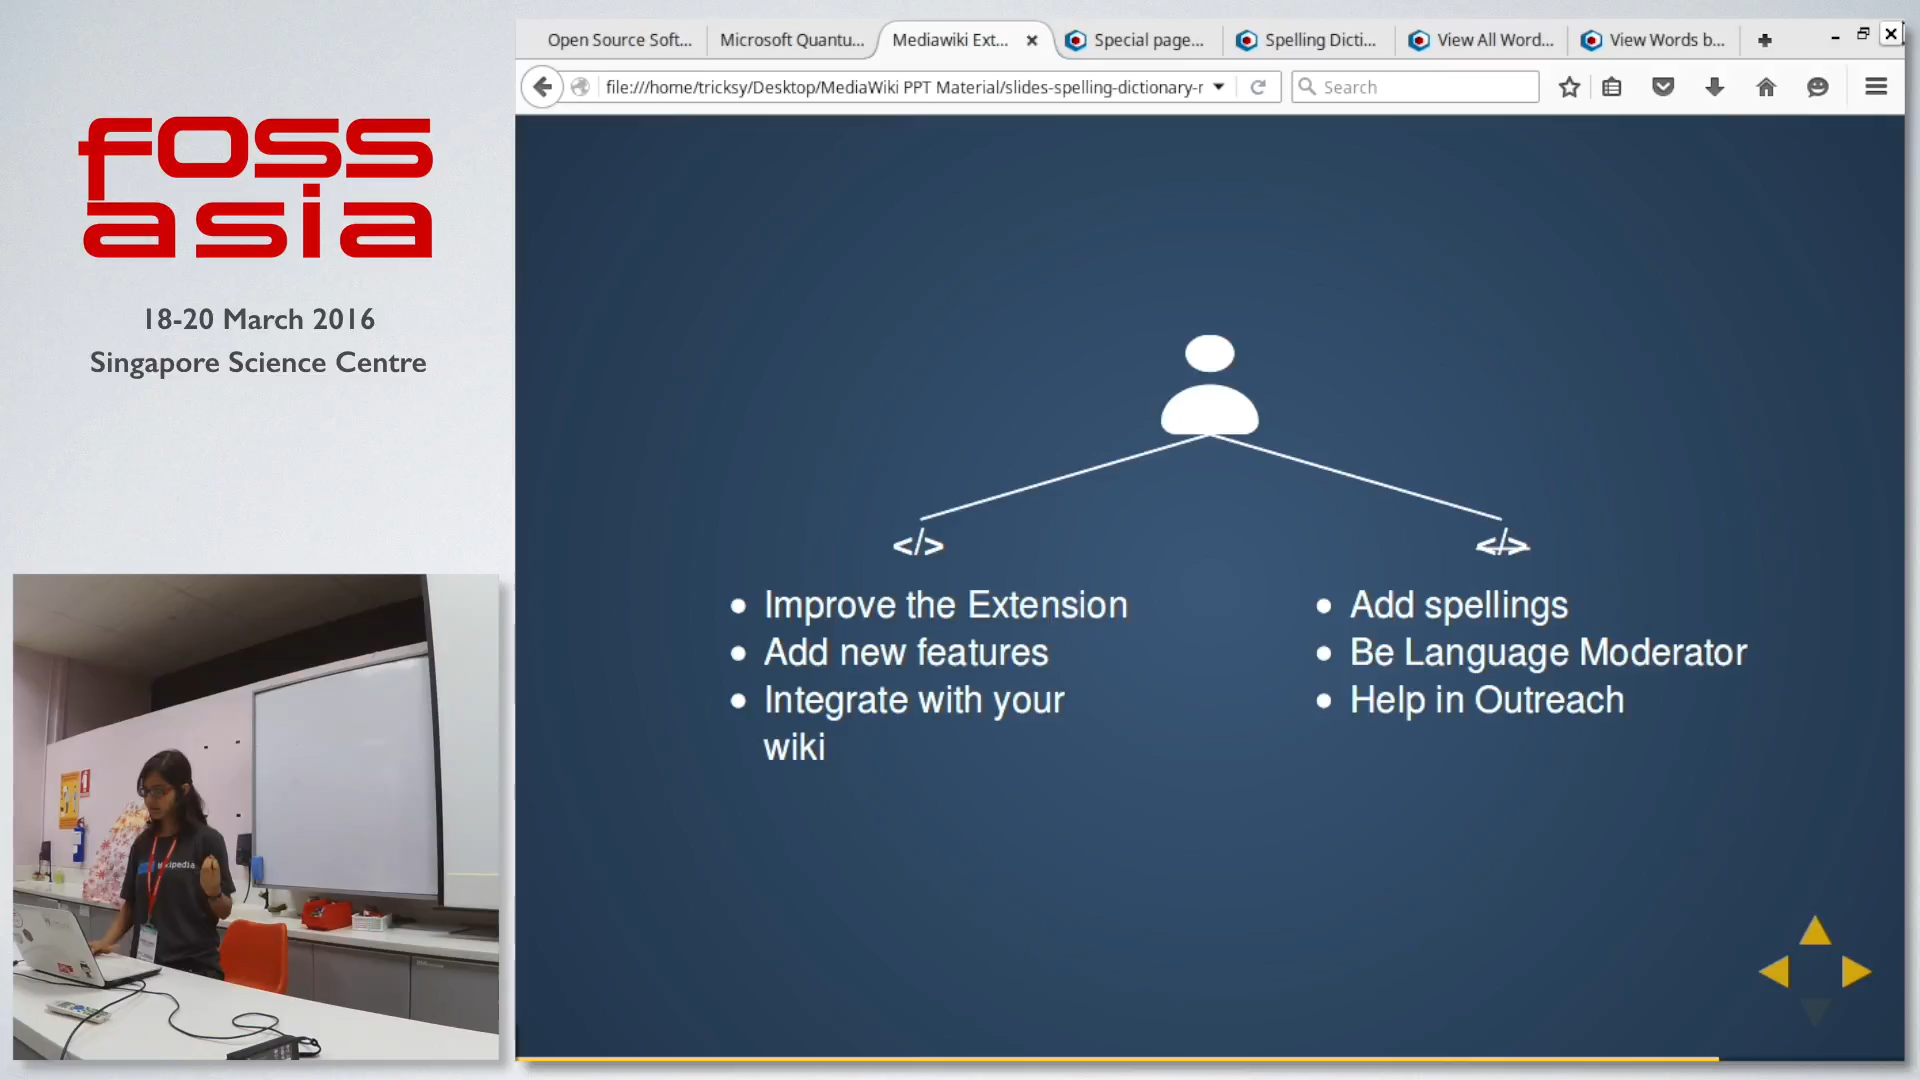 foss
asia
18-20 March 2016
Singapore Science Centre
Open Source Soft...
Microsoft Quantu...
Mediawiki Ext...
Special page...
Spelling Dicti...
View All Word...
View Words b...
file:///home/tricksy/Desktop/MediaWiki PPT Material/slides-spelling-dictionary-r
Search
</>
</>
• Improve the Extension
• Add new features
• Integrate with your
wiki
• Add spellings
• Be Language Moderator
• Help in Outreach